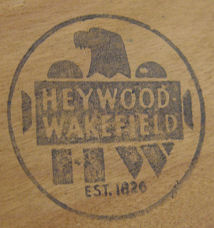 HEYWOOD-
WAKEFIELD
HW
EST. 1826